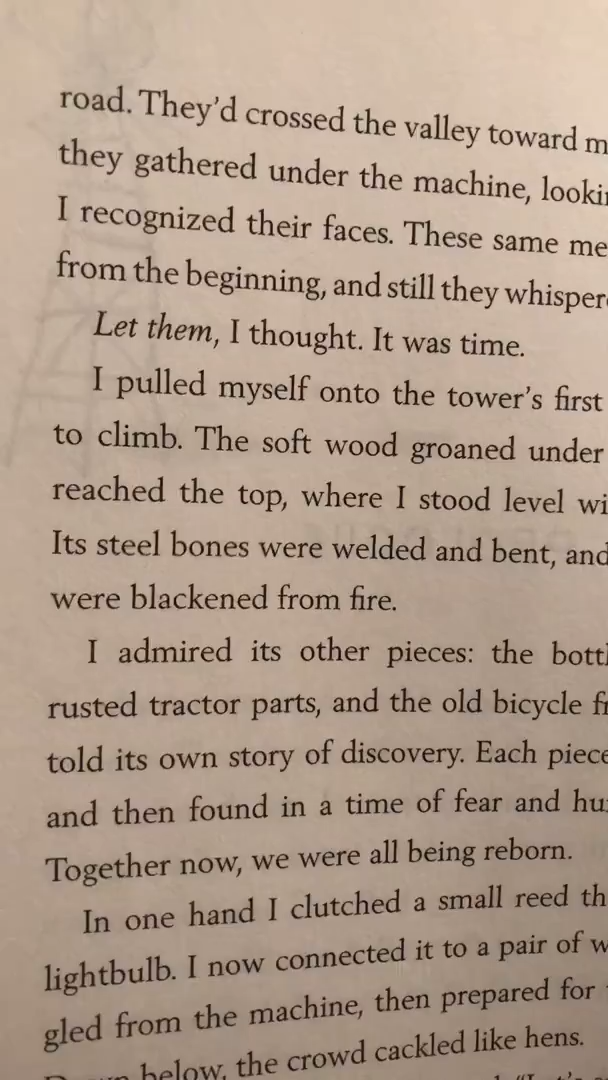 road. They'd crossed the valley toward m
they gathered under the machine, looki
I recognized their faces. These same me
from the beginning, and still they whisper
Let them, I thought. It was time.
I pulled myself onto the tower's first
to climb. The soft wood groaned under
reached the top, where I stood level wi
Its steel bones were welded and bent, and
were blackened from fire.
I admired its other pieces: the bottl
rusted tractor parts, and the old bicycle fr
told its own story of discovery. Each piece
and then found in a time of fear and hu
Together now, we were all being reborn.
In one hand I clutched a small reed th
lightbulb. I now connected it to a pair of w
gled from the machine, then prepared for
below, the crowd cackled like hens.